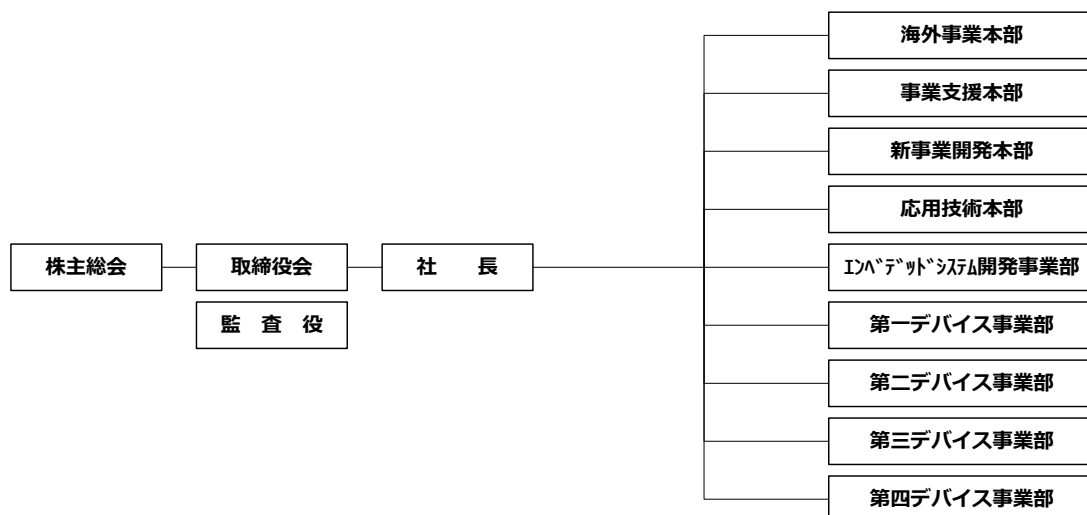 海外事業本部
事業支援本部
新事業開発本部
応用技術本部
株主総会
取締役会
社　　長
ｴﾝﾍﾞﾃﾞｯﾄﾞｼｽﾃﾑ開発事業部
監　査　役
第一デバイス事業部
第二デバイス事業部
第三デバイス事業部
第四デバイス事業部